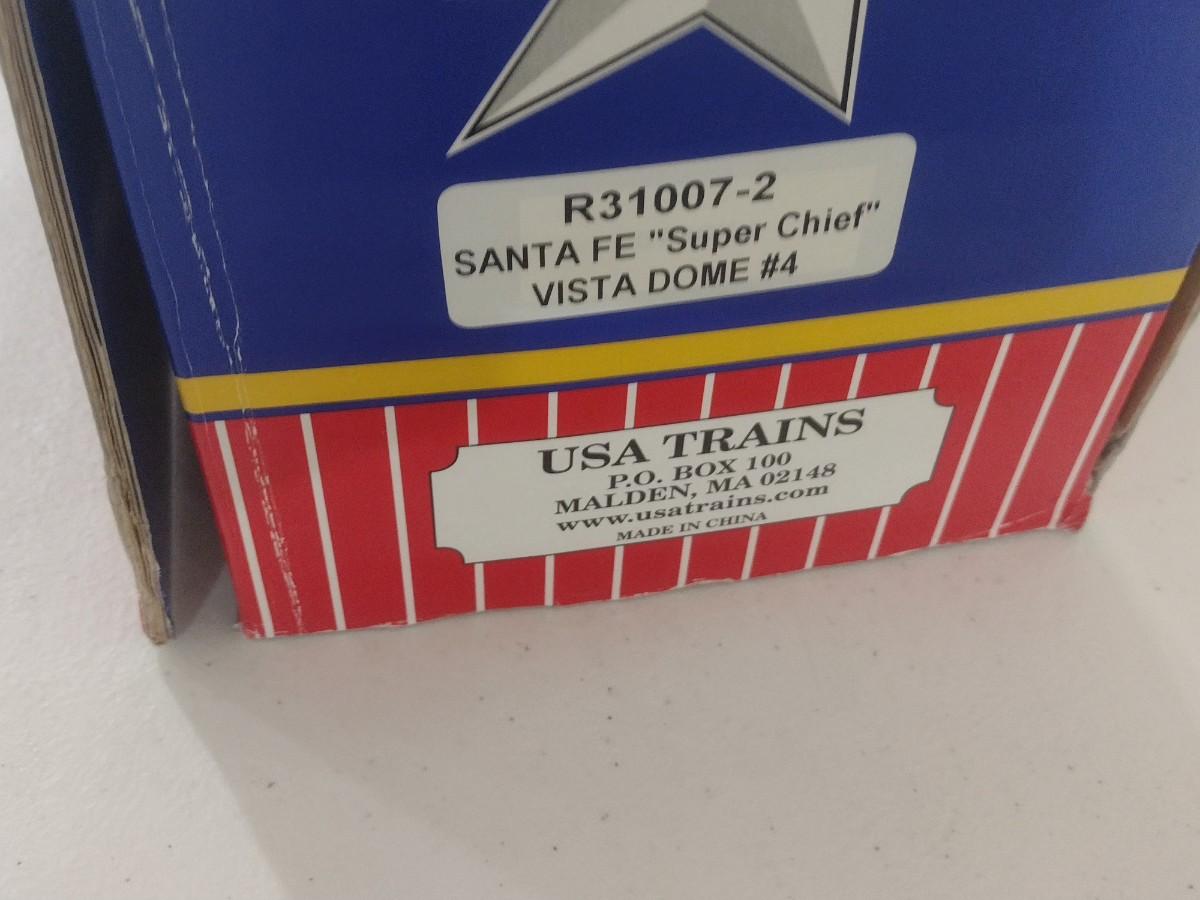 R31007-2
SANTA FE "Super Chief"
VISTA DOME #4
USA TRAINS
P.O. BOX 100
MALDEN, MA 02148
www.usatrains.com
MADE IN CHINA